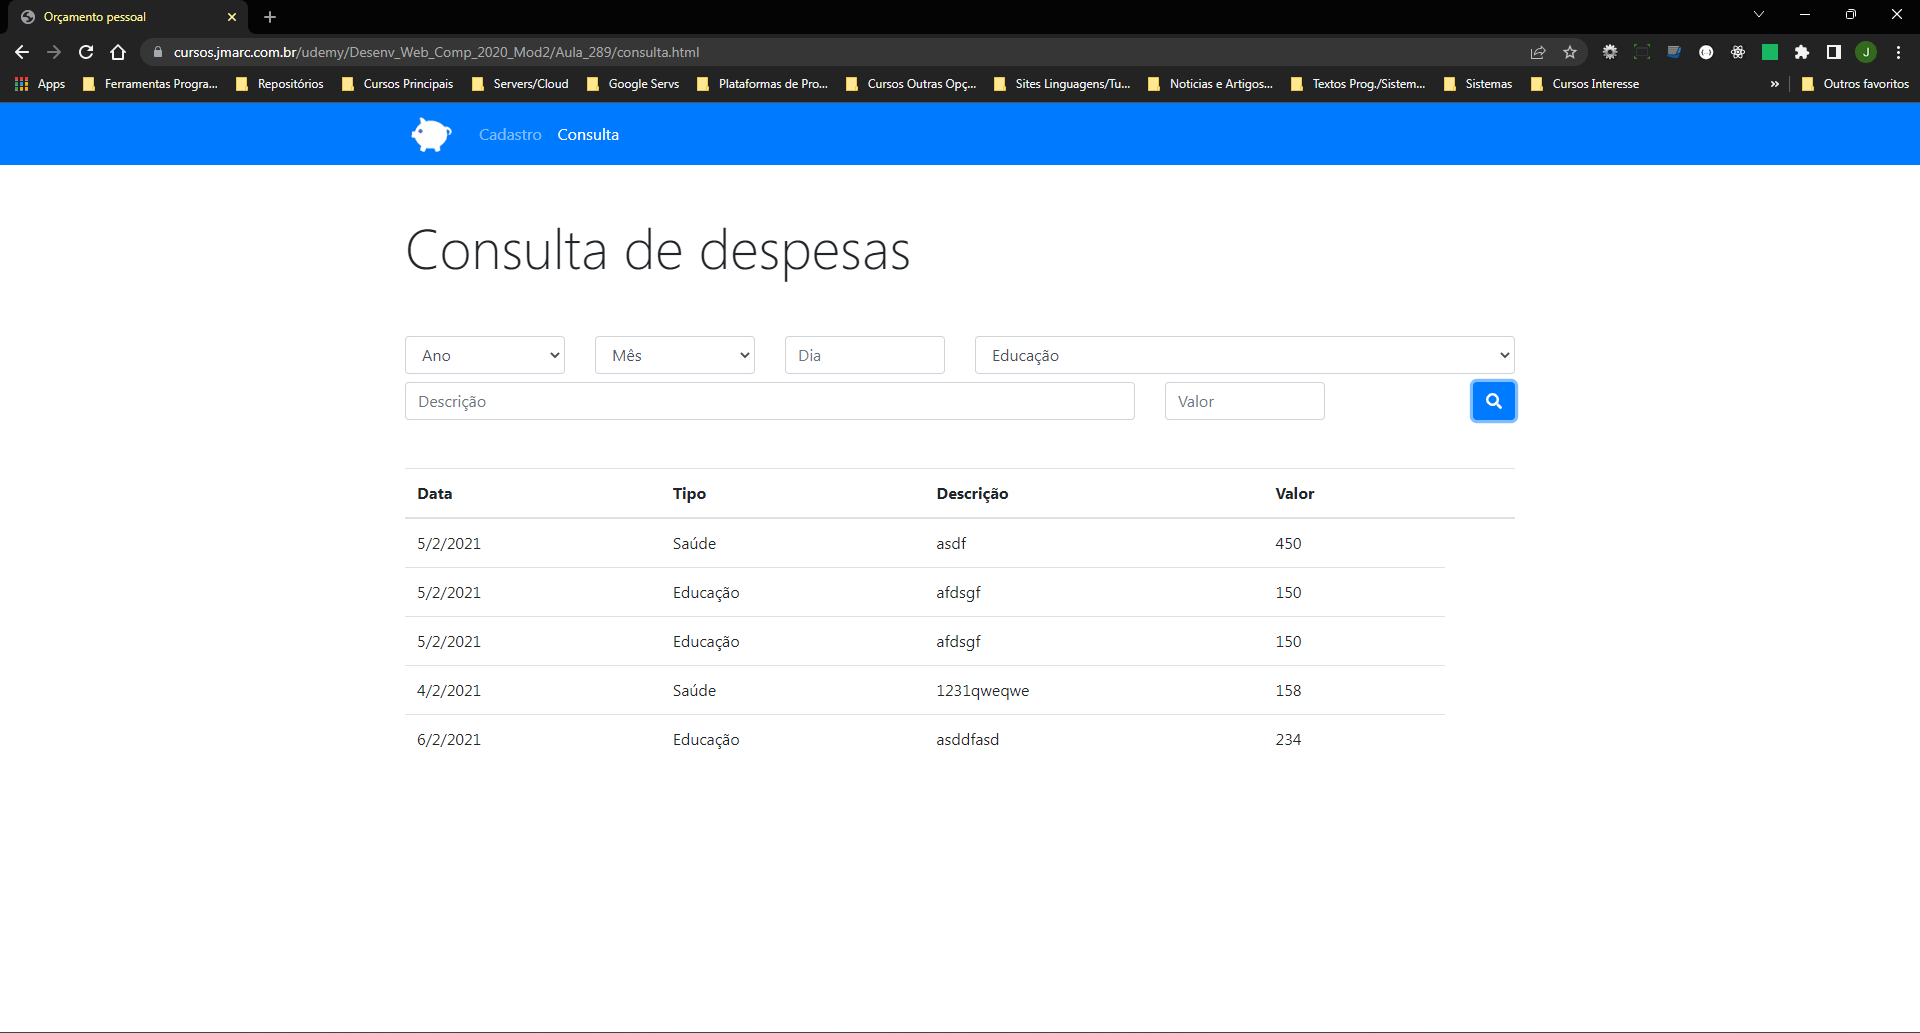 Orçamento pessoal
cursos.jmarc.com.br/udemy/Desenv_Web_Comp_2020_Mod2/Aula_289/consulta.html
J
Apps Ferramentas Progra... Repositórios Cursos Principais Servers/Cloud Google Servs Plataformas de Pro... Cursos Outras Opç... Sites Linguagens/Tu... Noticias e Artigos... Textos Prog./Sistem... Sistemas Cursos Interesse » Outros favoritos
Cadastro Consulta
Consulta de despesas
Ano Mês Dia Educação
Descrição Valor
Data Tipo Descrição Valor
5/2/2021 Saúde asdf 450
5/2/2021 Educação afdsgf 150
5/2/2021 Educação afdsgf 150
4/2/2021 Saúde 1231qweqwe 158
6/2/2021 Educação asddfasd 234